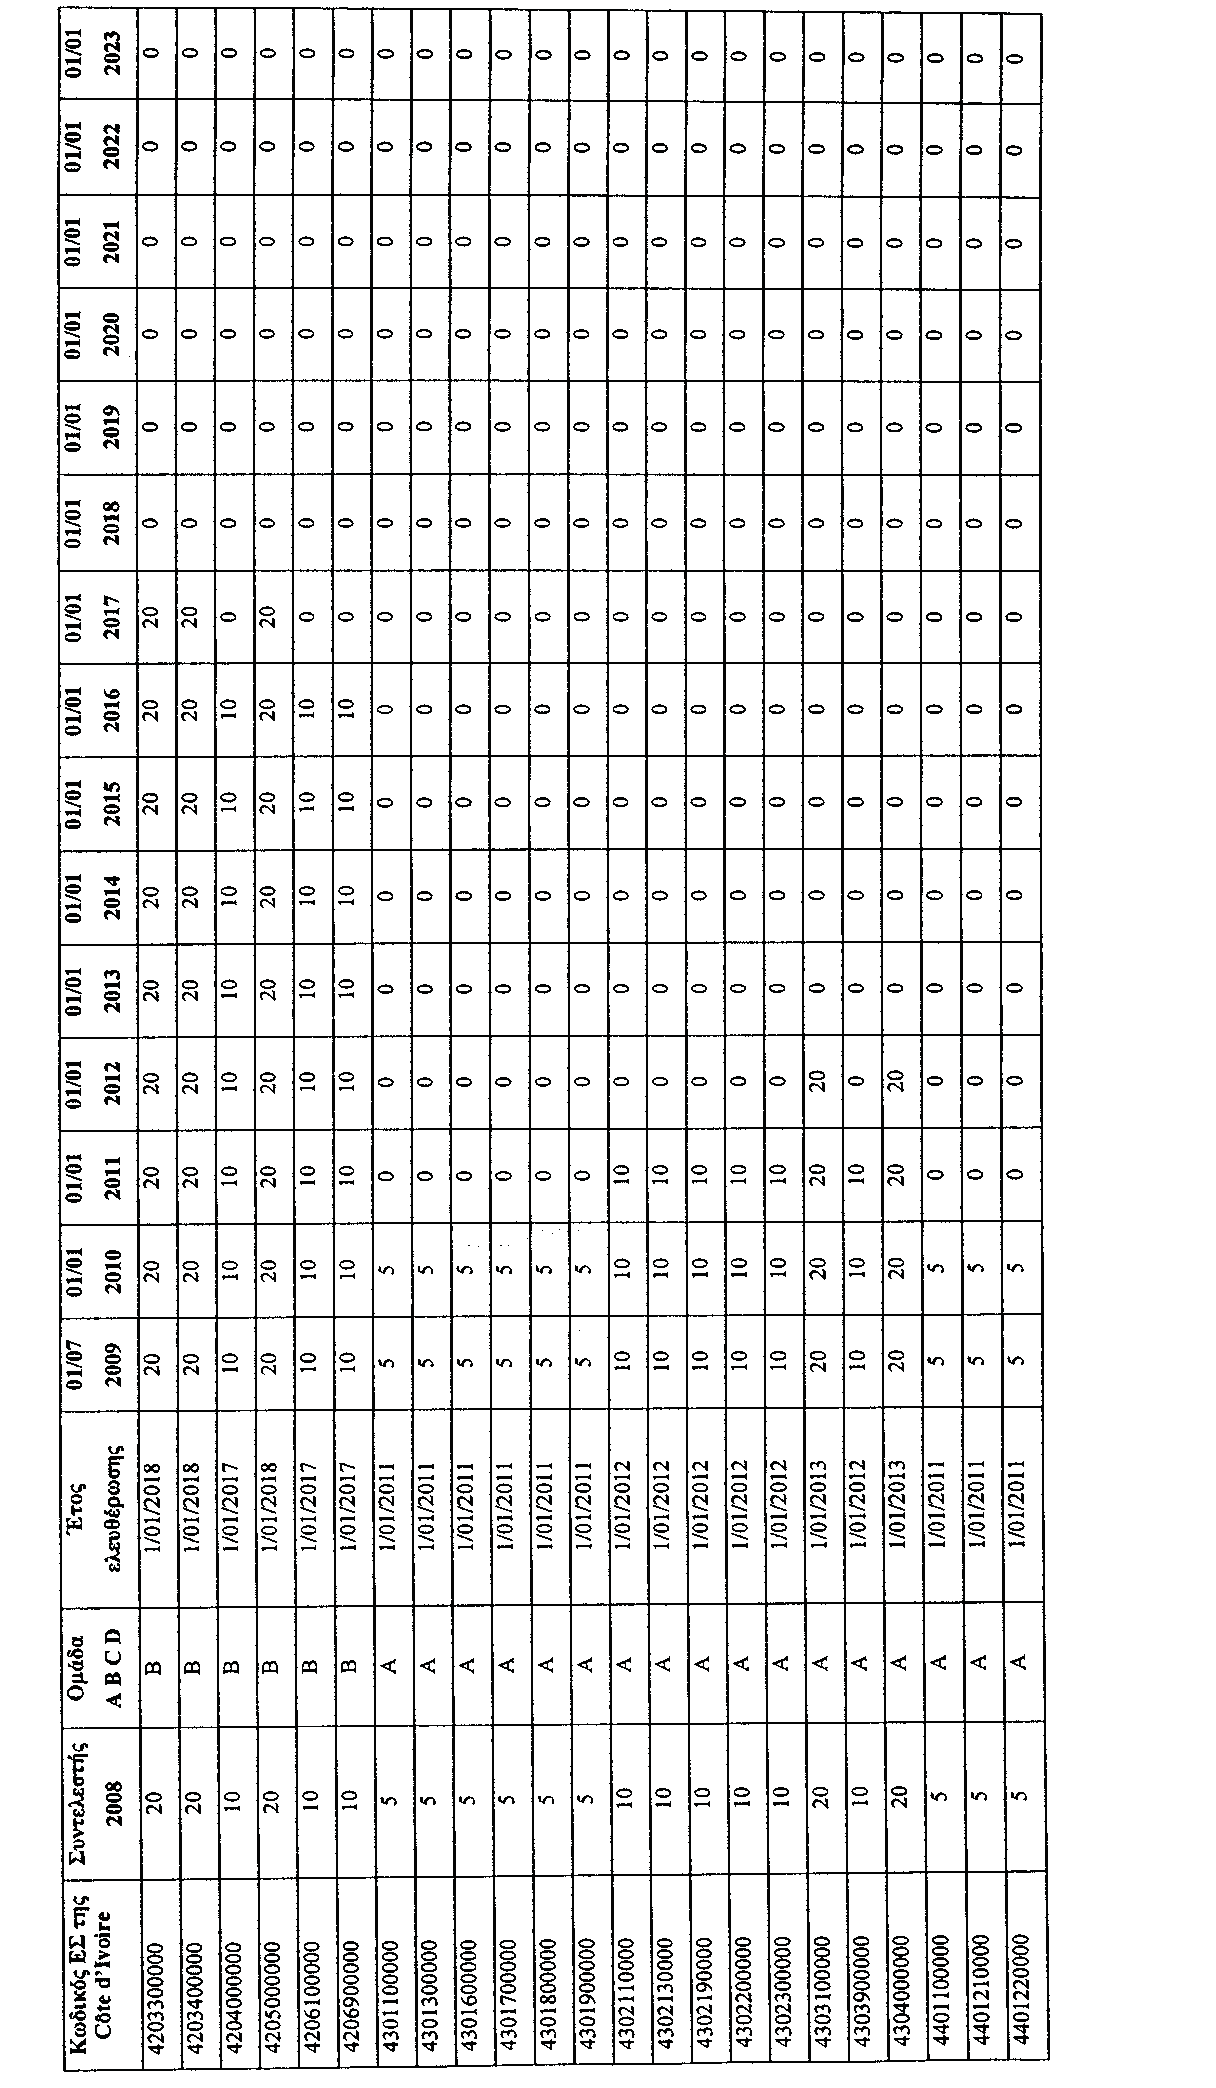 Κωδικός ΕΣ της Côte d'Ivoire Συντελεστής 2008 Ομάδα A B C D Έτος ελευθέρωσης 01/07 2009 01/01 2010 01/01 2011 01/01 2012 01/01 2013 01/01 2014 01/01 2015 01/01 2016 01/01 2017 01/01 2018 01/01 2019 01/01 2020 01/01 2021 01/01 2022 01/01 2023
4203300000 20 B 1/01/2018 20 20 20 20 20 20 20 20 20 0 0 0 0 0 0
4203400000 20 B 1/01/2018 20 20 20 20 20 20 20 20 20 0 0 0 0 0 0
4204000000 10 B 1/01/2017 10 10 10 10 10 10 10 10 0 0 0 0 0 0 0
4205000000 20 B 1/01/2018 20 20 20 20 20 20 20 20 20 0 0 0 0 0 0
4206100000 10 B 1/01/2017 10 10 10 10 10 10 10 10 0 0 0 0 0 0 0
4206900000 10 B 1/01/2017 10 10 10 10 10 10 10 10 0 0 0 0 0 0 0
4301100000 5 A 1/01/2011 5 5 0 0 0 0 0 0 0 0 0 0 0 0 0
4301300000 5 A 1/01/2011 5 5 0 0 0 0 0 0 0 0 0 0 0 0 0
4301600000 5 A 1/01/2011 5 5 0 0 0 0 0 0 0 0 0 0 0 0 0
4301700000 5 A 1/01/2011 5 5 0 0 0 0 0 0 0 0 0 0 0 0 0
4301800000 5 A 1/01/2011 5 5 0 0 0 0 0 0 0 0 0 0 0 0 0
4301900000 5 A 1/01/2011 5 5 0 0 0 0 0 0 0 0 0 0 0 0 0
4302110000 10 A 1/01/2012 10 10 10 0 0 0 0 0 0 0 0 0 0 0 0
4302130000 10 A 1/01/2012 10 10 10 0 0 0 0 0 0 0 0 0 0 0 0
4302190000 10 A 1/01/2012 10 10 10 0 0 0 0 0 0 0 0 0 0 0 0
4302200000 10 A 1/01/2012 10 10 10 0 0 0 0 0 0 0 0 0 0 0 0
4302300000 10 A 1/01/2012 10 10 10 0 0 0 0 0 0 0 0 0 0 0 0
4303100000 20 A 1/01/2013 20 20 20 20 0 0 0 0 0 0 0 0 0 0 0
4303900000 10 A 1/01/2012 10 10 10 0 0 0 0 0 0 0 0 0 0 0 0
4304000000 20 A 1/01/2013 20 20 20 20 0 0 0 0 0 0 0 0 0 0 0
4401100000 5 A 1/01/2011 5 5 0 0 0 0 0 0 0 0 0 0 0 0 0
4401210000 5 A 1/01/2011 5 5 0 0 0 0 0 0 0 0 0 0 0 0 0
4401220000 5 A 1/01/2011 5 5 0 0 0 0 0 0 0 0 0 0 0 0 0